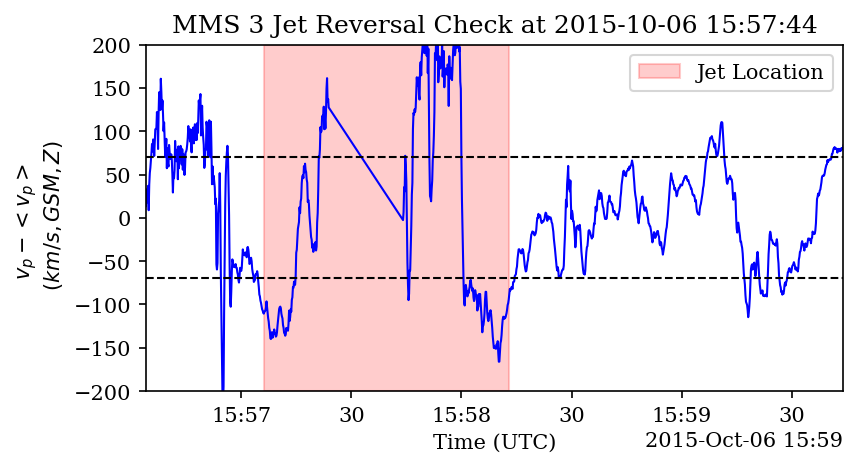 MMS 3 Jet Reversal Check at 2015-10-06 15:57:44
Jet Location
v_p - <v_p>
(km/s, GSM, Z)
200
150
100
50
0
−50
−100
−150
−200
15:57
30
15:58
30
15:59
30
Time (UTC)
2015-Oct-06 15:59